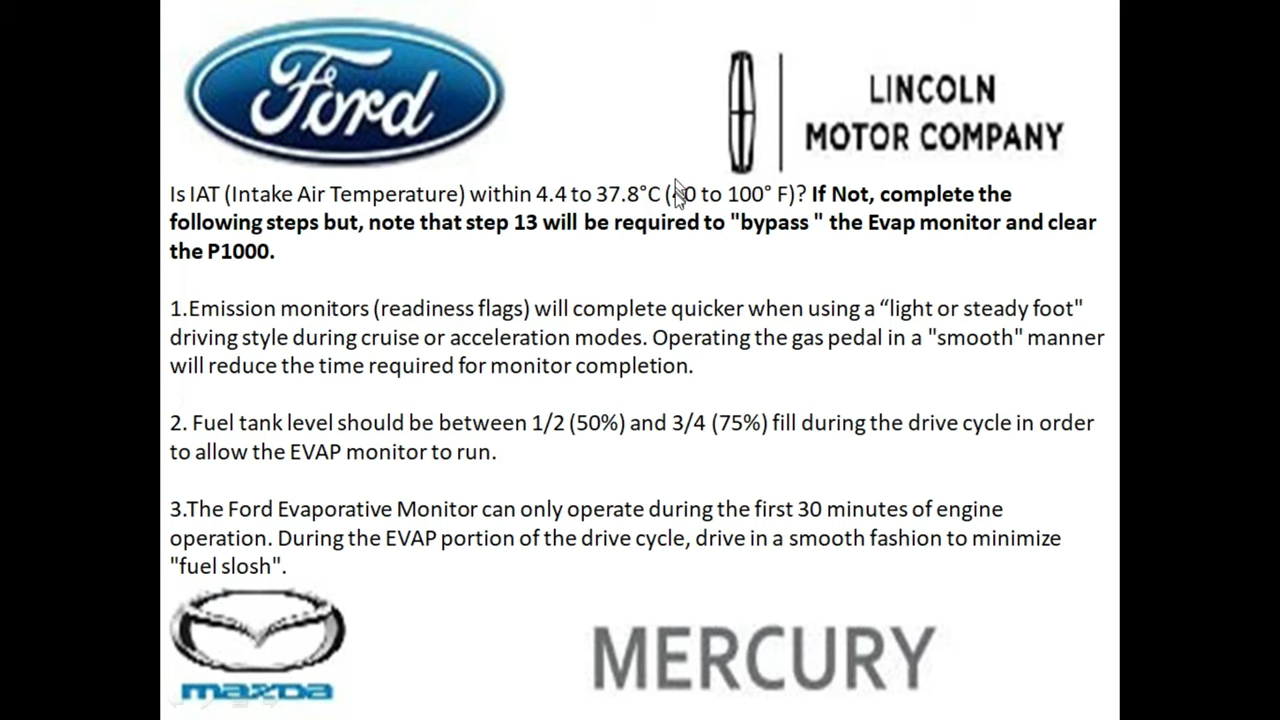 Ford
LINCOLN
MOTOR COMPANY
Is IAT (Intake Air Temperature) within 4.4 to 37.8°C (40 to 100° F)? If Not, complete the
following steps but, note that step 13 will be required to "bypass " the Evap monitor and clear
the P1000.
1.Emission monitors (readiness flags) will complete quicker when using a “light or steady foot"
driving style during cruise or acceleration modes. Operating the gas pedal in a "smooth" manner
will reduce the time required for monitor completion.
2. Fuel tank level should be between 1/2 (50%) and 3/4 (75%) fill during the drive cycle in order
to allow the EVAP monitor to run.
3.The Ford Evaporative Monitor can only operate during the first 30 minutes of engine
operation. During the EVAP portion of the drive cycle, drive in a smooth fashion to minimize
"fuel slosh".
mazda
MERCURY